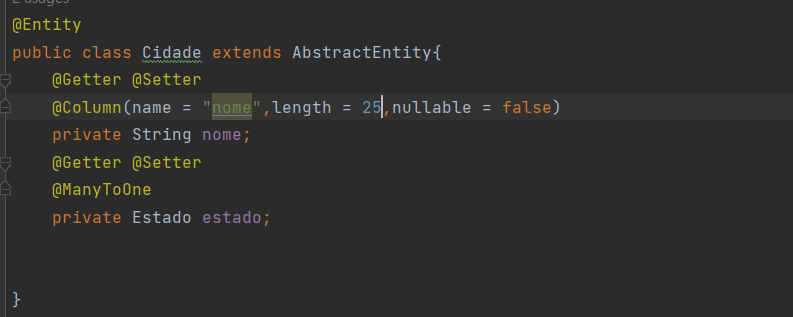 2 usages
@Entity
public class Cidade extends AbstractEntity{
@Getter @Setter
@Column(name = "nome",length = 25,nullable = false)
private String nome;
@Getter @Setter
@ManyToOne
private Estado estado;
}